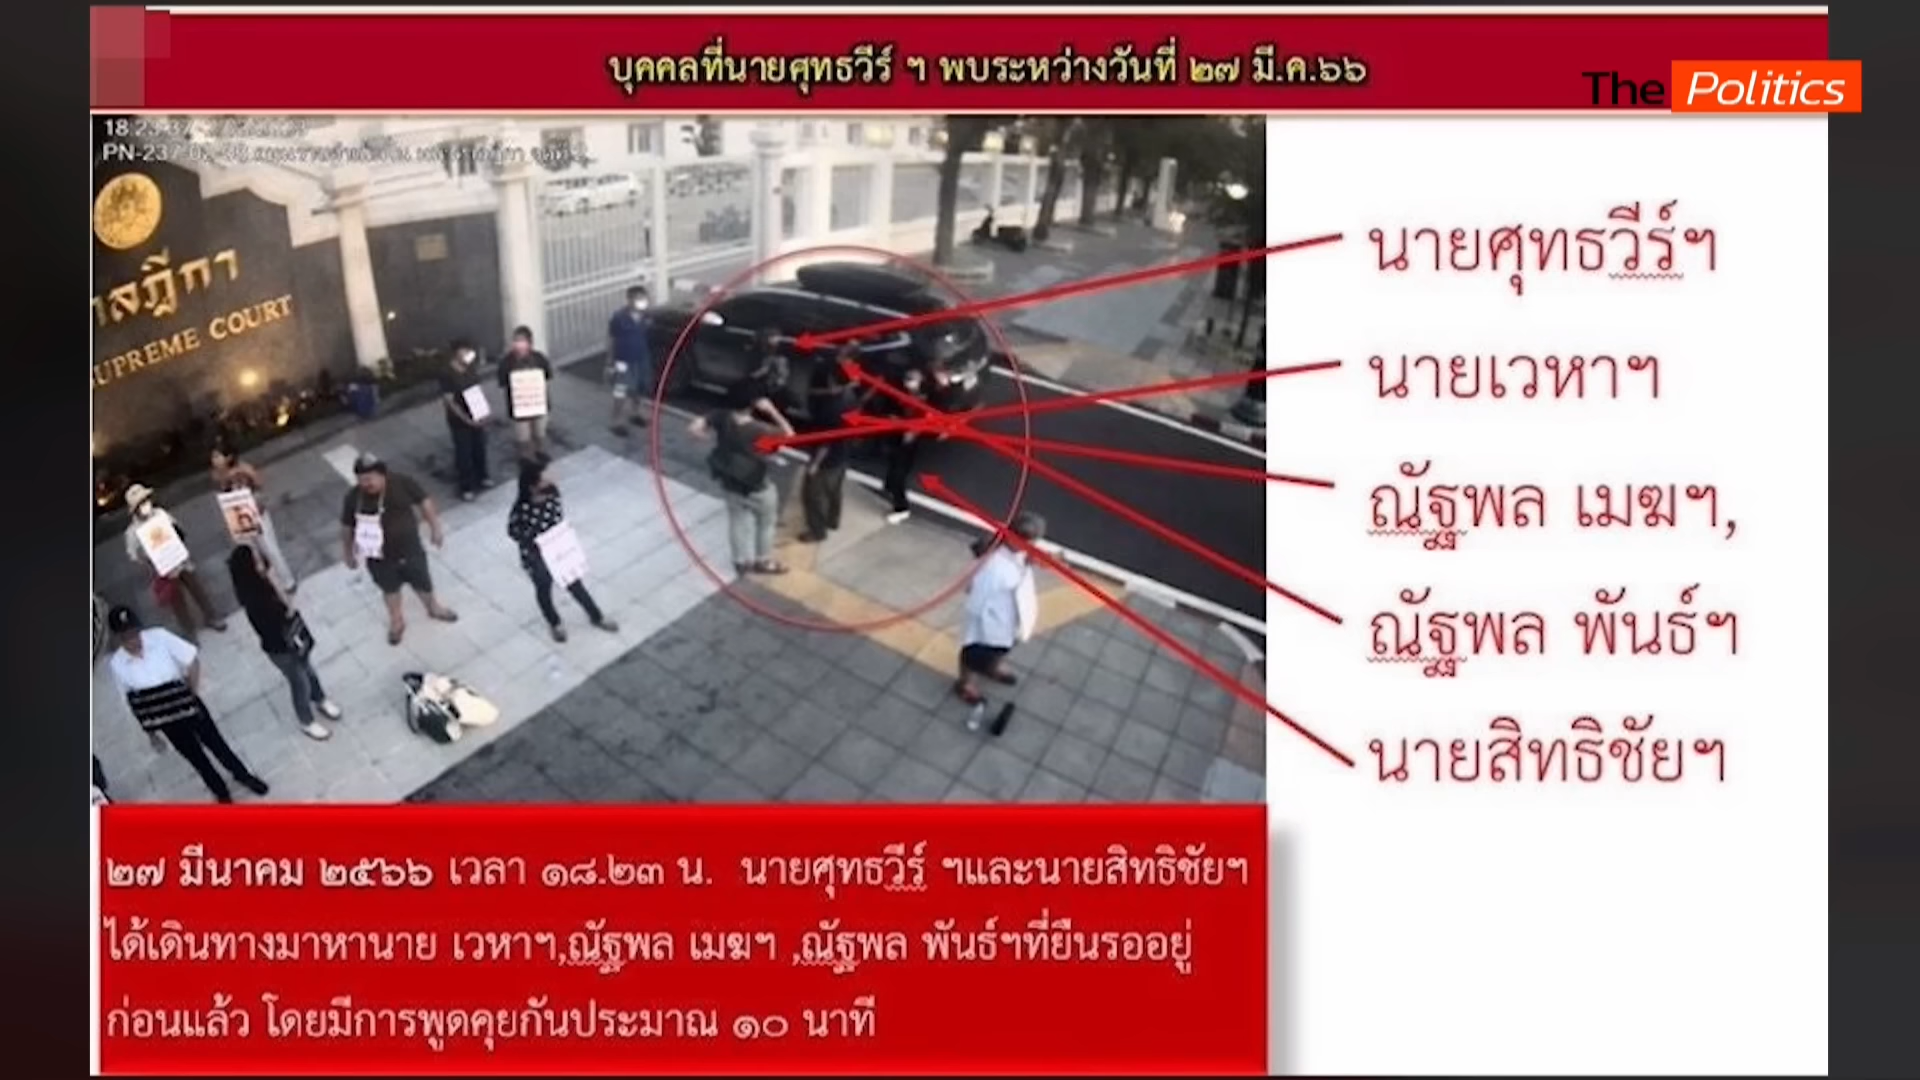 บุคคลที่นายศุทธวีร์ ฯ พบระหว่างวันที่ ๒๗ มี.ค.๖๖
The Politics
18:23:37
PN-237-02-
ศาลฎีกา
SUPREME COURT
นายศุทธวีร์ฯ
นายเวหาฯ
ณัฐพล เมฆฯ,
ณัฐพล พันธ์ฯ
นายสิทธิชัยฯ
๒๗ มีนาคม ๒๕๖๖ เวลา ๑๘.๒๓ น. นายศุทธวีร์ ฯและนายสิทธิชัยฯ
ได้เดินทางมาหานาย เวหาฯ,ณัฐพล เมฆฯ ,ณัฐพล พันธ์ฯที่ยืนรออยู่
ก่อนแล้ว โดยมีการพูดคุยกันประมาณ ๑๐ นาที